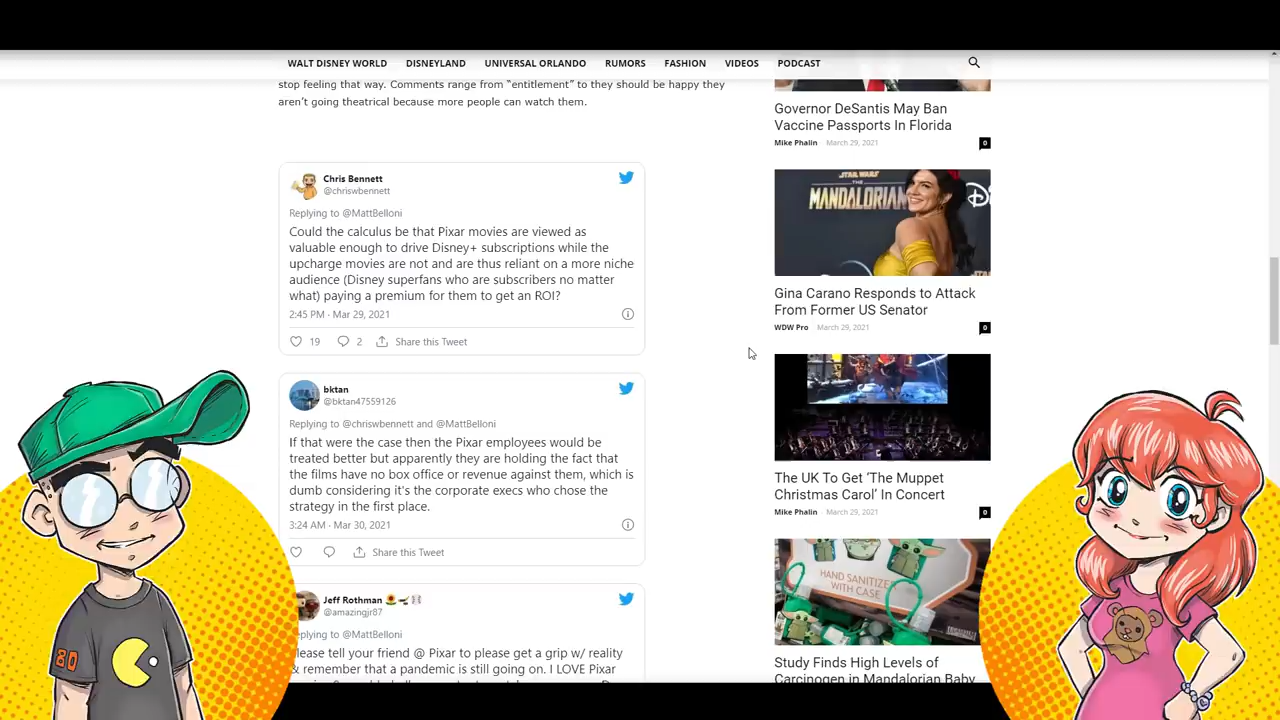 WALT DISNEY WORLD DISNEYLAND UNIVERSAL ORLANDO RUMORS FASHION VIDEOS PODCAST
stop feeling that way. Comments range from “entitlement” to they should be happy they
aren’t going theatrical because more people can watch them.
Chris Bennett
@chriswbennett
Replying to @MattBelloni
Could the calculus be that Pixar movies are viewed as
valuable enough to drive Disney+ subscriptions while the
upcharge movies are not and are thus reliant on a more niche
audience (Disney superfans who are subscribers no matter
what) paying a premium for them to get an ROI?
2:45 PM · Mar 29, 2021
19 2 Share this Tweet
bktan
@bktan47559126
Replying to @chriswbennett and @MattBelloni
If that were the case then the Pixar employees would be
treated better but apparently they are holding the fact that
the films have no box office or revenue against them, which is
dumb considering it's the corporate execs who chose the
strategy in the first place.
3:24 AM · Mar 30, 2021
Share this Tweet
Jeff Rothman
@amazingjr87
eplying to @MattBelloni
lease tell your friend @ Pixar to please get a grip w/ reality
& remember that a pandemic is still going on. I LOVE Pixar
Governor DeSantis May Ban
Vaccine Passports In Florida
Mike Phalin March 29, 2021 0
STAR WARS
THE
MANDALORIAN
Gina Carano Responds to Attack
From Former US Senator
WDW Pro March 29, 2021 0
The UK To Get ‘The Muppet
Christmas Carol’ In Concert
Mike Phalin March 29, 2021 0
HAND SANITIZER
WITH CASE
Study Finds High Levels of
Carcinogen in Mandalorian Baby
80